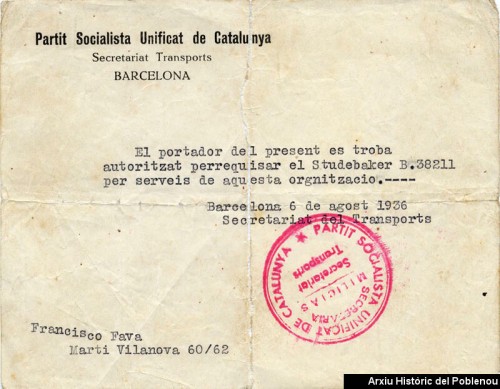 Partit Socialista Unificat de Catalunya
Secretariat Transports
BARCELONA
El portador del present es troba
autoritzat perrequisar el Studebaker B.38211
per serveis de aquesta orgnitzacio.----
Barcelona 6 de agost 1936
Secretariat del Transports
PARTIT SOCIALISTA UNIFICAT DE CATALUNYA
SECRETARIA
MILICIAS
Secretariat
Transports
Francisco Fava
Marti Vilanova 60/62
Arxiu Històric del Poblenou